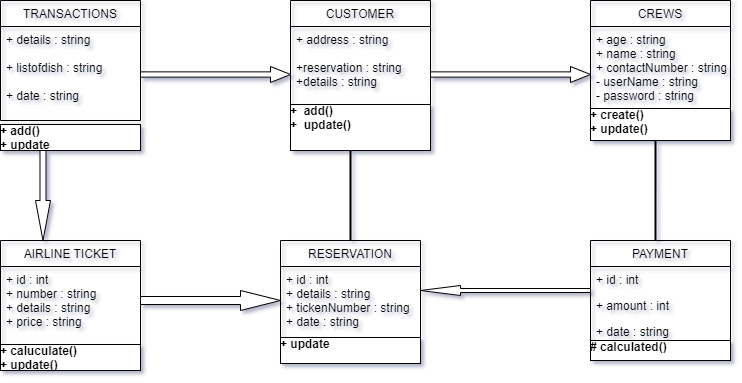 TRANSACTIONS
+ details : string
+ listofdish : string
+ date : string
+ add()
+ update
CUSTOMER
+ address : string
+reservation : string
+details : string
+ add()
+ update()
CREWS
+ age : string
+ name : string
+ contactNumber : string
- userName : string
- password : string
+ create()
+ update()
AIRLINE TICKET
+ id : int
+ number : string
+ details : string
+ price : string
+ caluculate()
+ update()
RESERVATION
+ id : int
+ details : string
+ tickenNumber : string
+ date : string
+ update
PAYMENT
+ id : int
+ amount : int
+ date : string
# calculated()